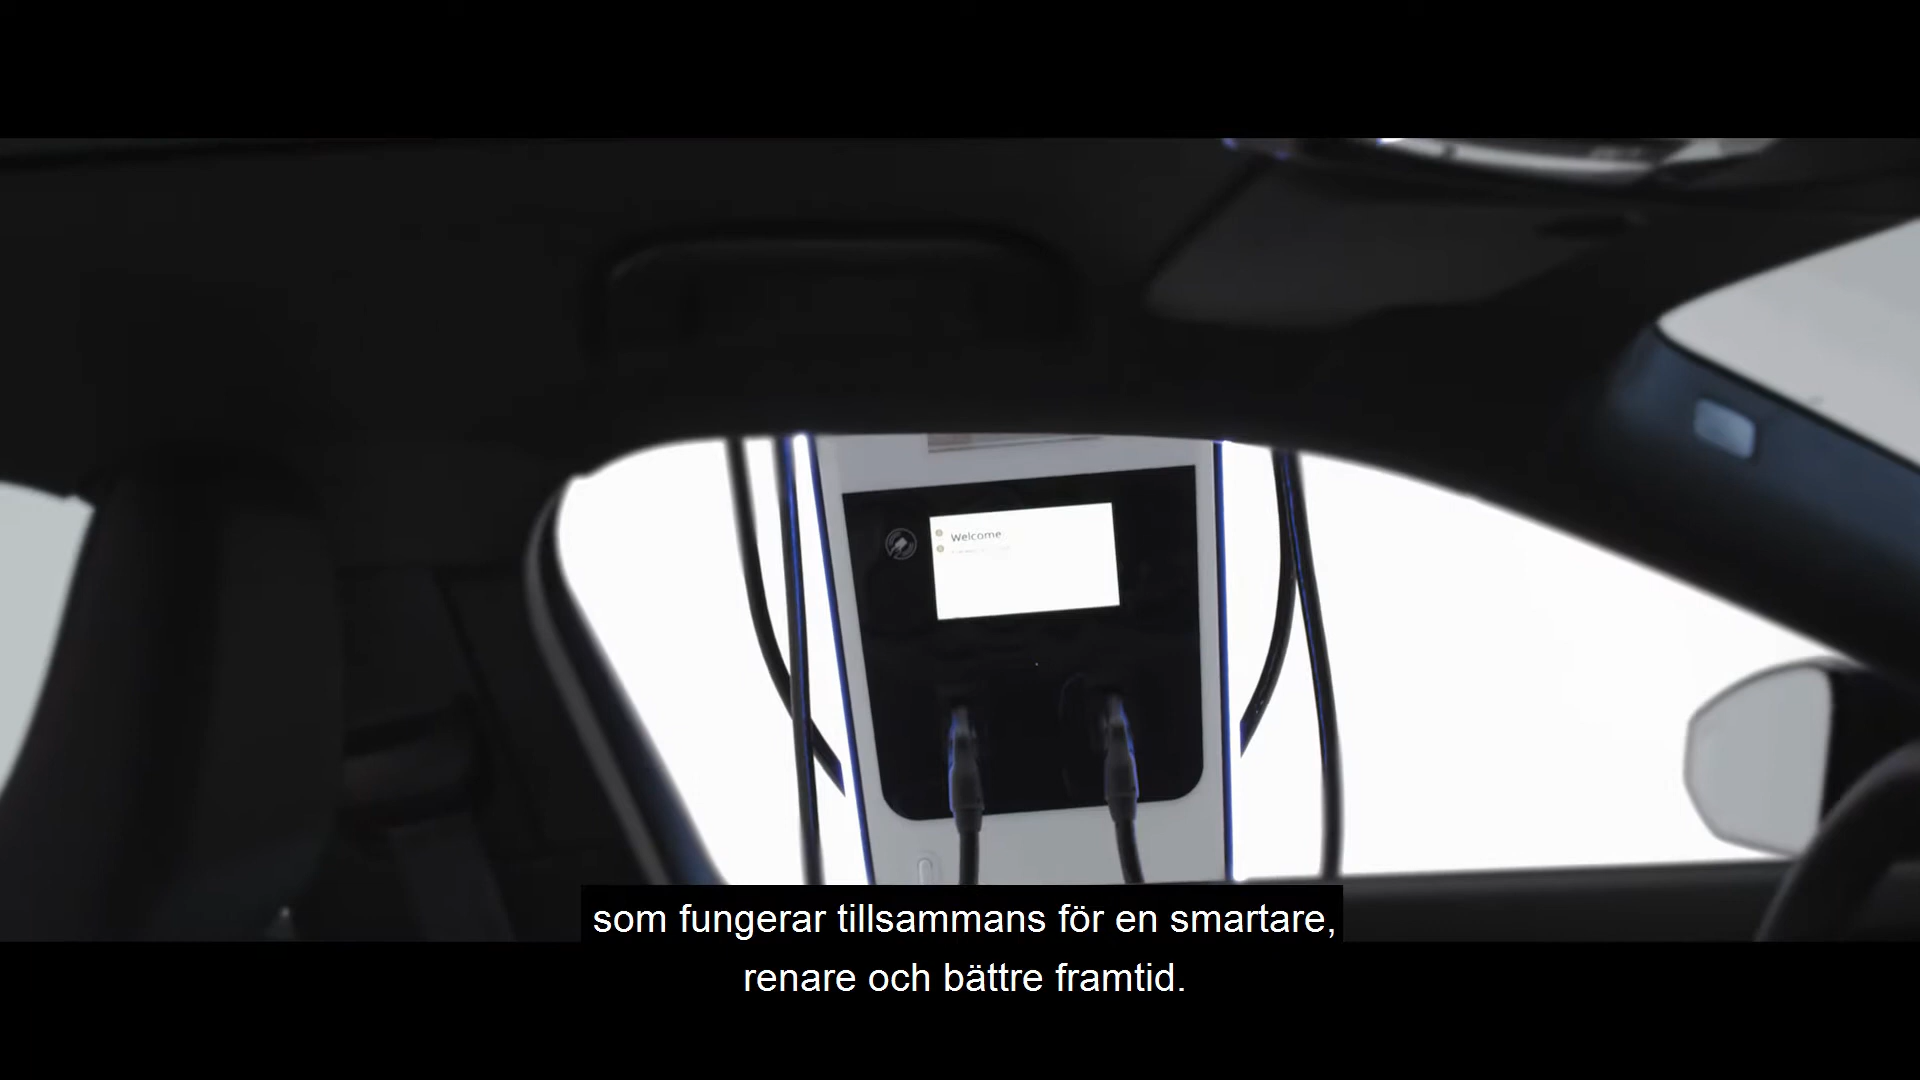 Welcome
som fungerar tillsammans för en smartare,
renare och bättre framtid.